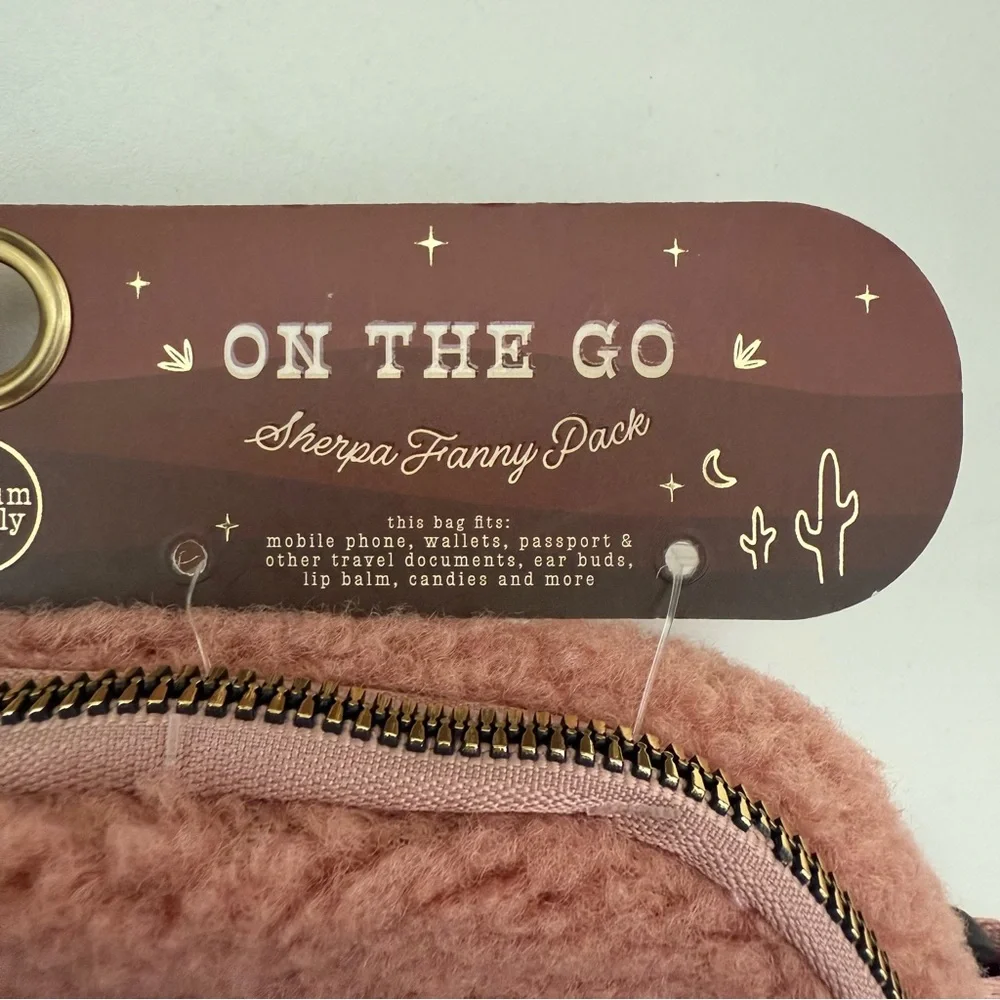 ON THE GO
Sherpa Fanny Pack
this bag fits:
mobile phone, wallets, passport &
other travel documents, ear buds,
lip balm, candies and more